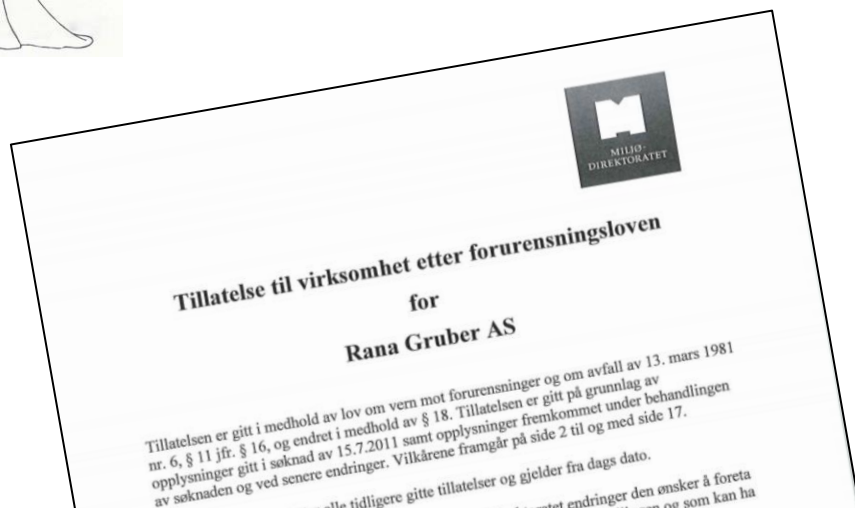 MILJØ-
DIREKTORATET
Tillatelse til virksomhet etter forurensningsloven
for
Rana Gruber AS
Tillatelsen er gitt i medhold av lov om vern mot forurensninger og om avfall av 13. mars 1981
nr. 6, § 11 jfr. § 16, og endret i medhold av § 18. Tillatelsen er gitt på grunnlag av
opplysninger gitt i søknad av 15.7.2011 samt opplysninger fremkommet under behandlingen
av søknaden og ved senere endringer. Vilkårene framgår på side 2 til og med side 17.
tidligere gitte tillatelser og gjelder fra dags dato.
endringer den ønsker å foreta
og som kan ha